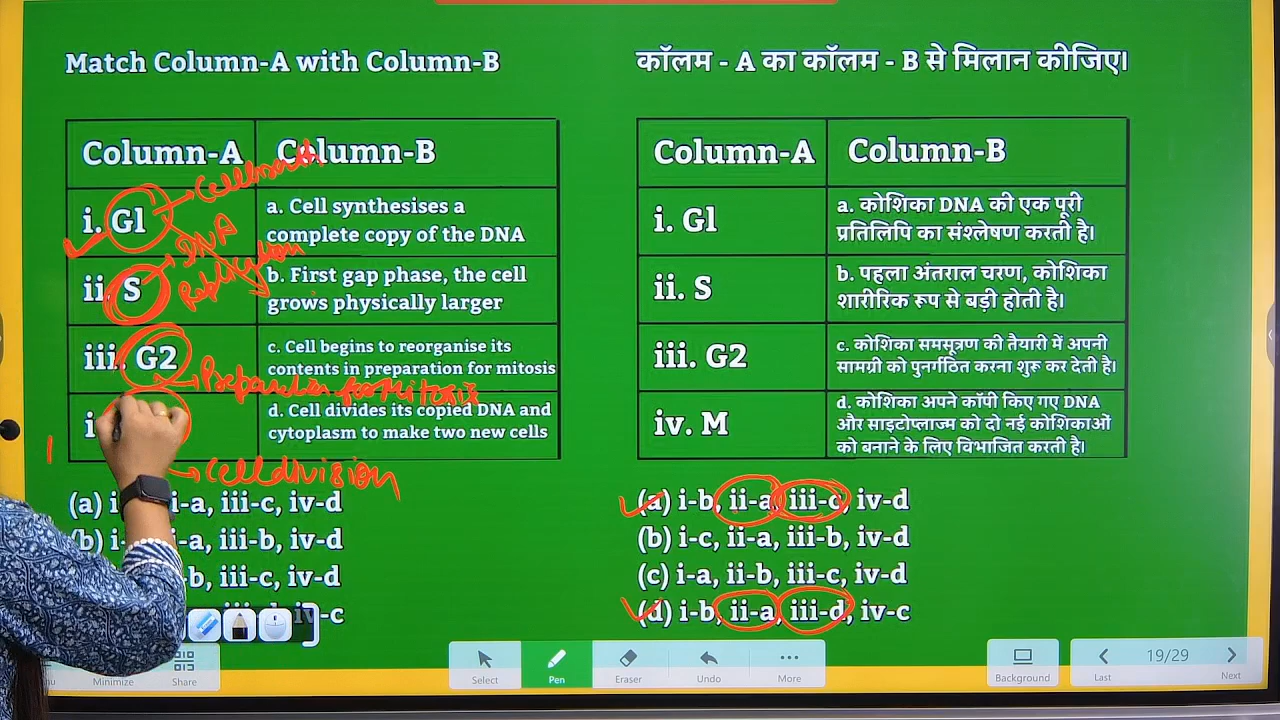 Match Column-A with Column-B
Column-A Column-B
i. Gl a. Cell synthesises a
complete copy of the DNA
ii. S b. First gap phase, the cell
grows physically larger
iii. G2 c. Cell begins to reorganise its
contents in preparation for mitosis
i d. Cell divides its copied DNA and
cytoplasm to make two new cells
DNA
Cell division
(a) i i-a, iii-c, iv-d
(b) i- i-a, iii-b, iv-d
-b, iii-c, iv-d
iv-c
कॉलम - A का कॉलम - B से मिलान कीजिए।
Column-A Column-B
i. Gl a. कोशिका DNA की एक पूरी
प्रतिलिपि का संश्लेषण करती है।
ii. S b. पहला अंतराल चरण, कोशिका
शारीरिक रूप से बड़ी होती है।
iii. G2 c. कोशिका समसूत्रण की तैयारी में अपनी
सामग्री को पुनर्गठित करना शुरू कर देती है।
iv. M d. कोशिका अपने कॉपी किए गए DNA
और साइटोप्लाज्म को दो नई कोशिकाओं
को बनाने के लिए विभाजित करती है।
(a) i-b, ii-a, iii-c, iv-d
(b) i-c, ii-a, iii-b, iv-d
(c) i-a, ii-b, iii-c, iv-d
(d) i-b, ii-a, iii-d, iv-c
Minimize Share Select Pen Eraser Undo More Background Last 19/29 Next